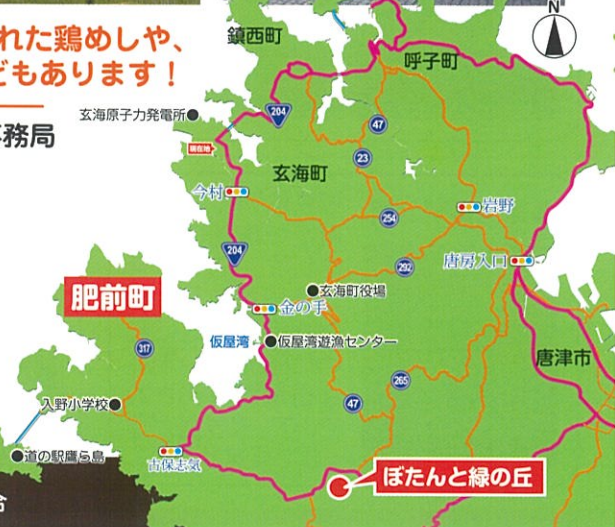 れた鶏めしや、
どもあります！
務局
N
鎮西町
呼子町
玄海原子力発電所
204
47
現在地
23
玄海町
今村
254
岩野
204
292
唐房入口
玄海町役場
肥前町
金の手
仮屋湾
仮屋湾遊漁センター
317
唐津市
265
47
入野小学校
古保志気
道の駅鷹ら島
ぼたんと緑の丘
合